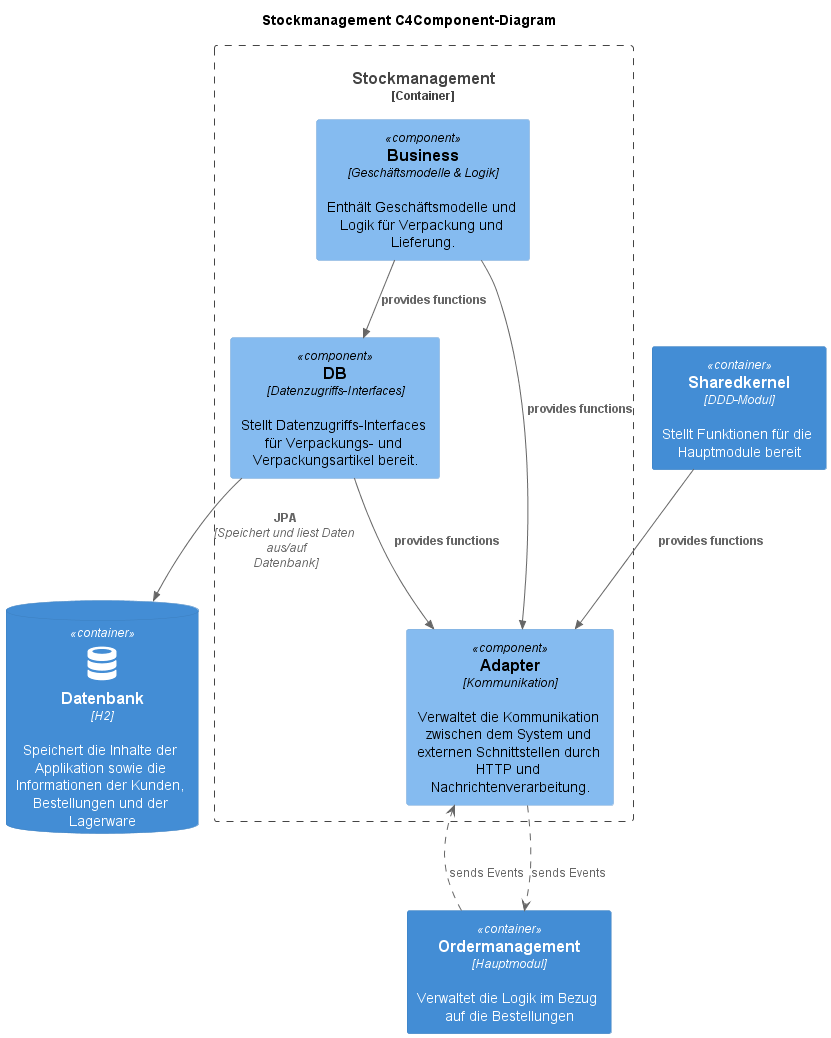 Stockmanagement C4Component-Diagram
Stockmanagement
[Container]
«component»
Business
[Geschäftsmodelle & Logik]
Enthält Geschäftsmodelle und
Logik für Verpackung und
Lieferung.
provides functions
«component»
DB
[Datenzugriffs-Interfaces]
Stellt Datenzugriffs-Interfaces
für Verpackungs- und
Verpackungsartikel bereit.
provides functions
«container»
Sharedkernel
[DDD-Modul]
Stellt Funktionen für die
Hauptmodule bereit
JPA
[Speichert und liest Daten
aus/auf
Datenbank]
provides functions
provides functions
«container»
Datenbank
[H2]
Speichert die Inhalte der
Applikation sowie die
Informationen der Kunden,
Bestellungen und der
Lagerware
«component»
Adapter
[Kommunikation]
Verwaltet die Kommunikation
zwischen dem System und
externen Schnittstellen durch
HTTP und
Nachrichtenverarbeitung.
sends Events
sends Events
«container»
Ordermanagement
[Hauptmodul]
Verwaltet die Logik im Bezug
auf die Bestellungen